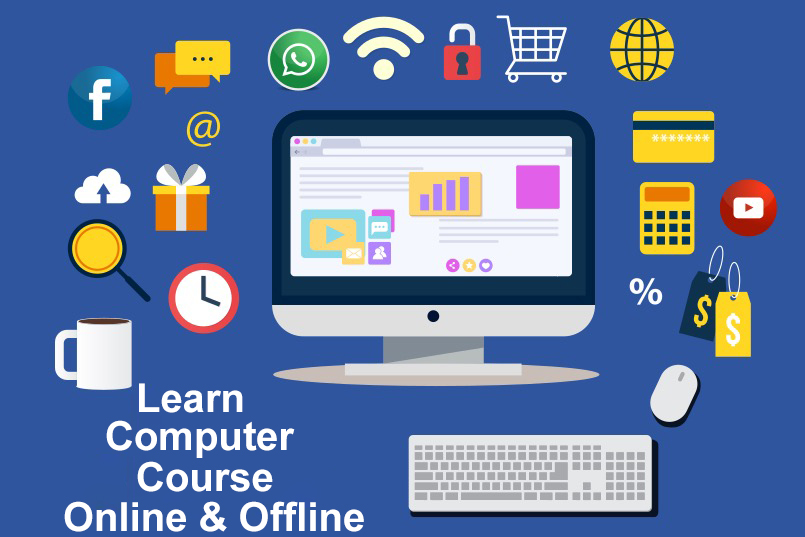 f
@
*******
%
$
$
Learn
Computer
Course
Online & Offline